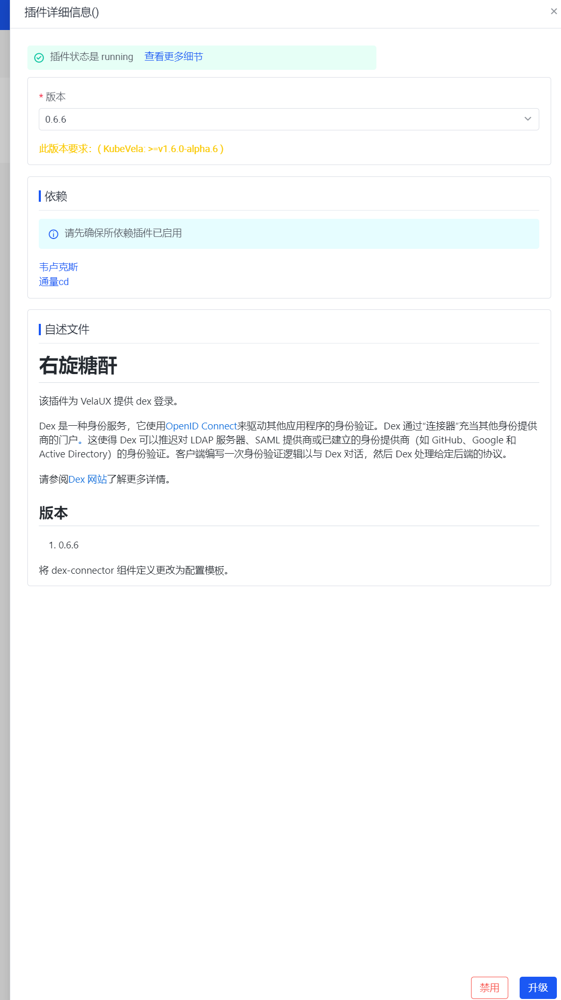 插件详细信息()
插件状态是 running 查看更多细节
* 版本
0.6.6
此版本要求：( KubeVela: >=v1.6.0-alpha.6 )
依赖
请先确保所依赖插件已启用
韦卢克斯
通量cd
自述文件
右旋糖酐
该插件为 VelaUX 提供 dex 登录。
Dex 是一种身份服务，它使用OpenID Connect来驱动其他应用程序的身份验证。Dex 通过“连接器”充当其他身份提供
商的门户。这使得 Dex 可以推迟对 LDAP 服务器、SAML 提供商或已建立的身份提供商（如 GitHub、Google 和
Active Directory）的身份验证。客户端编写一次身份验证逻辑以与 Dex 对话，然后 Dex 处理给定后端的协议。
请参阅Dex 网站了解更多详情。
版本
1. 0.6.6
将 dex-connector 组件定义更改为配置模板。
禁用 升级